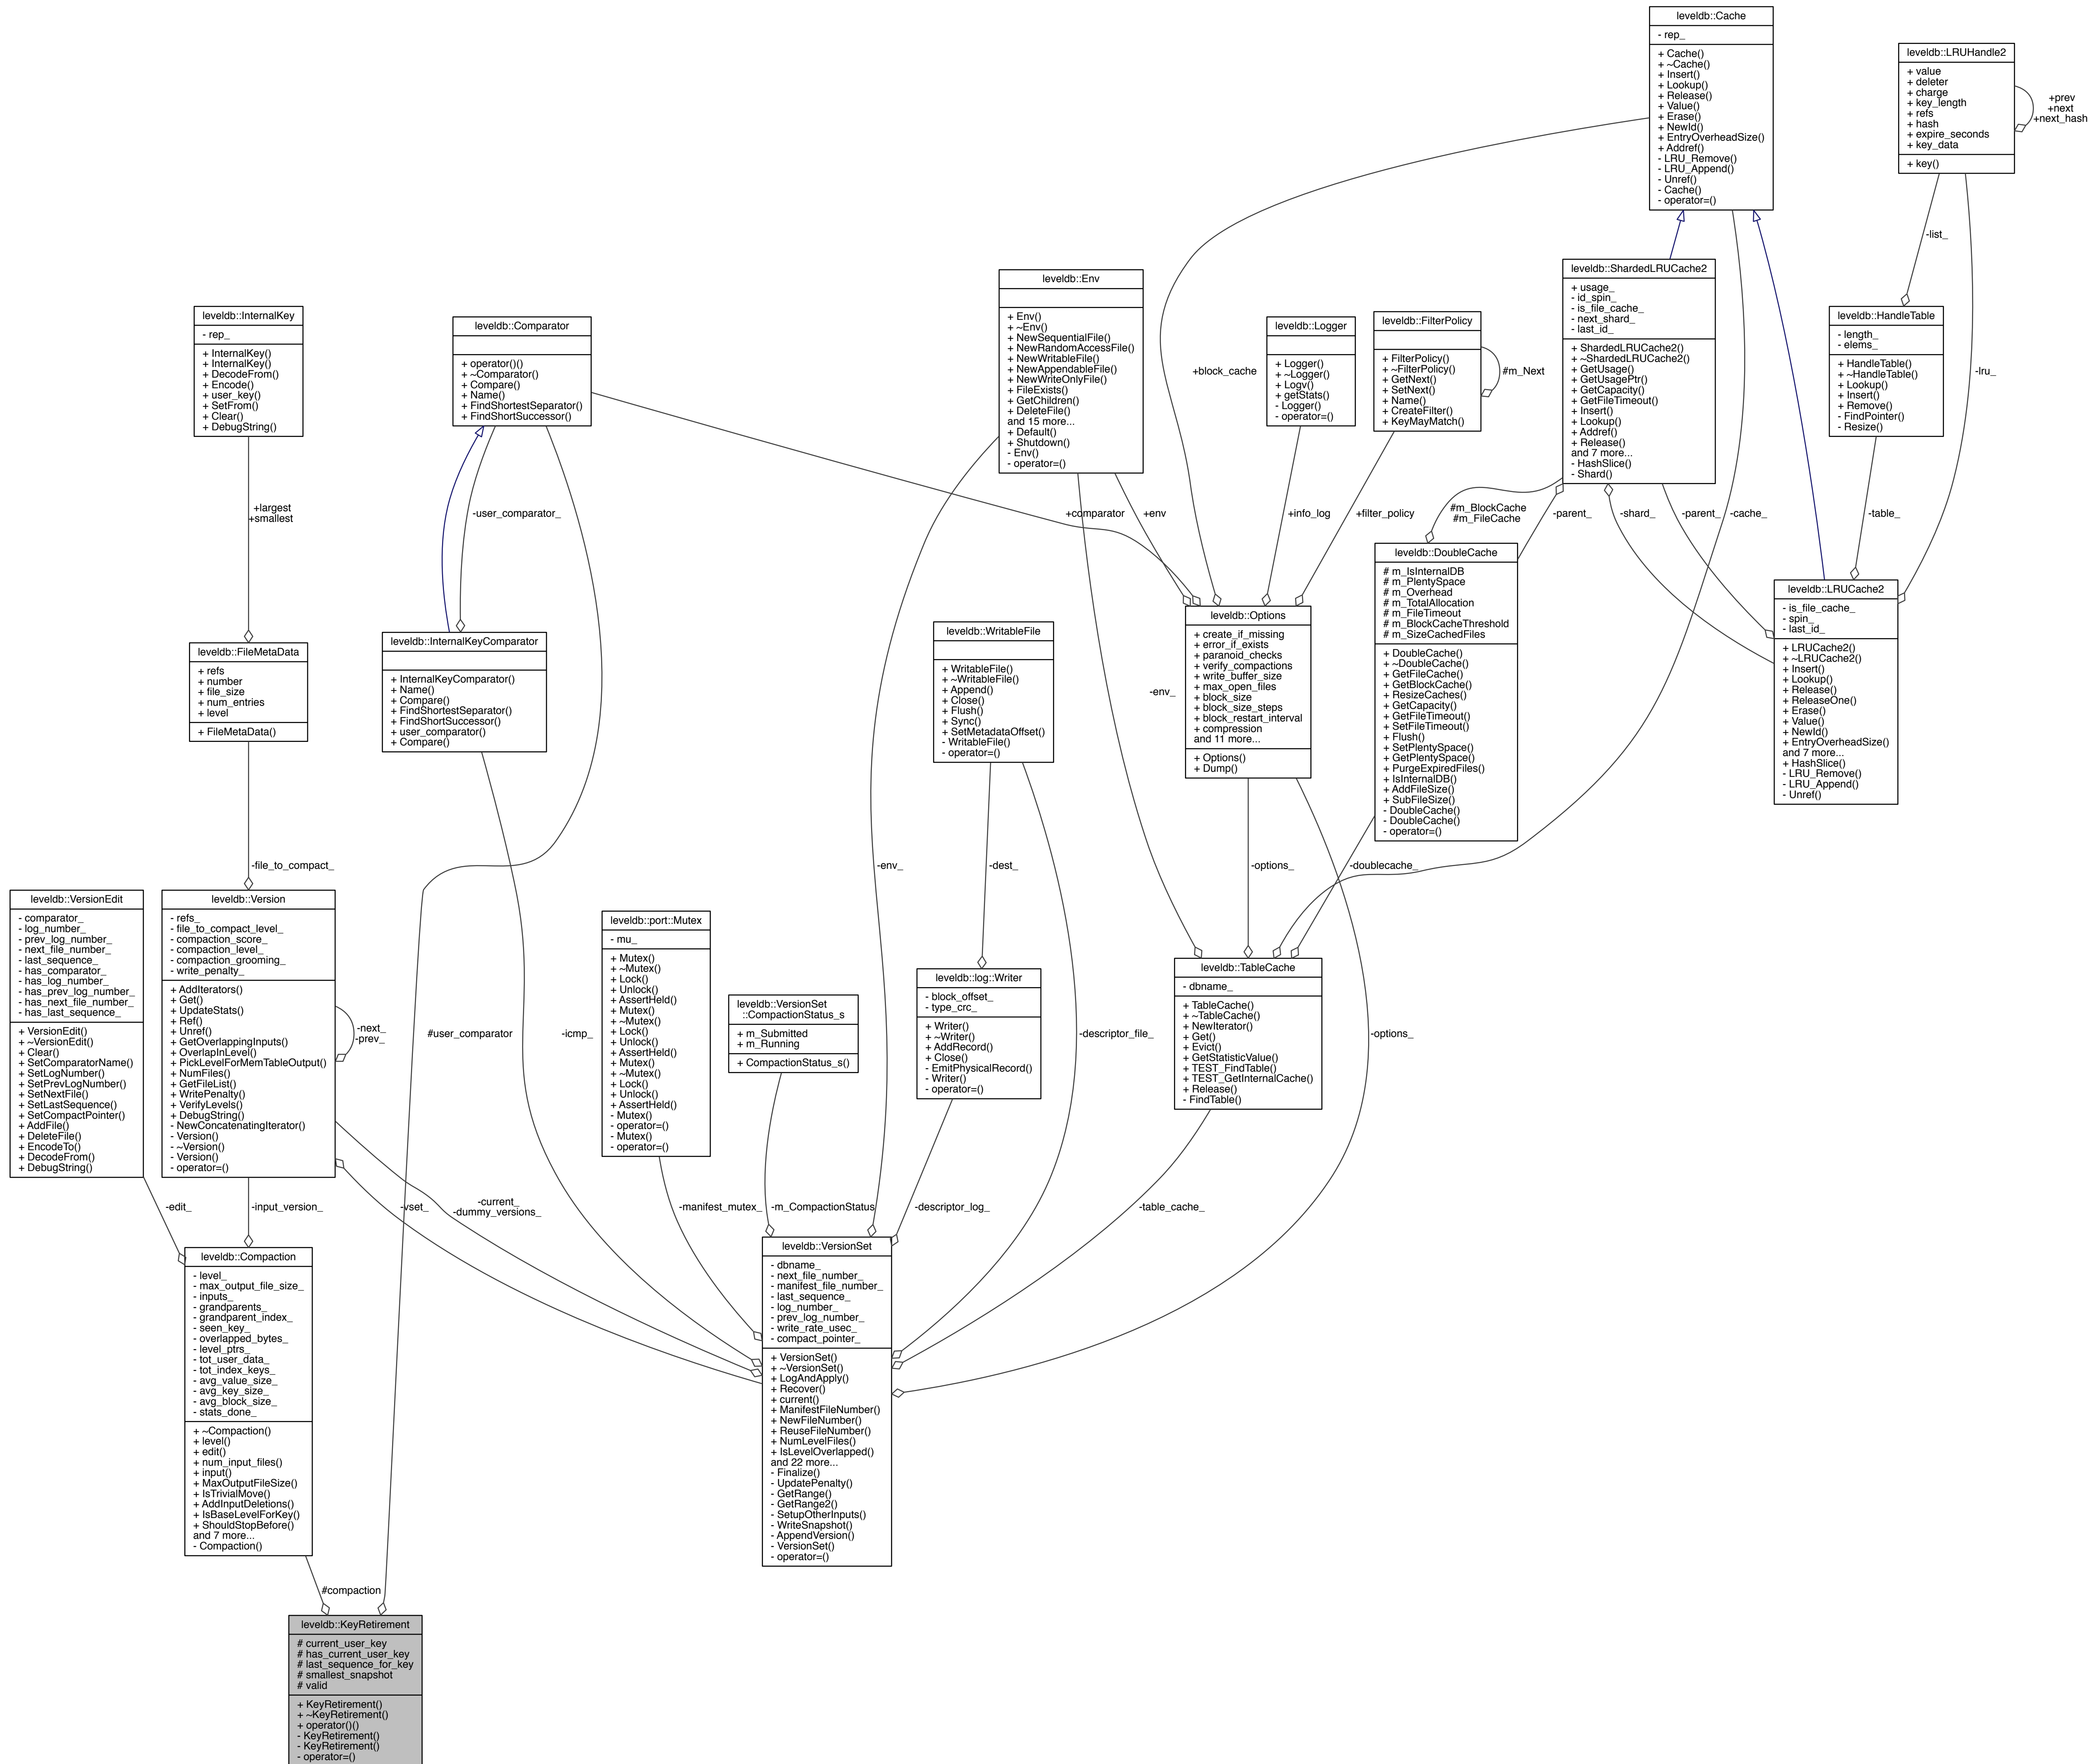 leveldb::Cache
- rep_
+ Cache()
+ ~Cache()
+ Insert()
+ Lookup()
+ Release()
+ Value()
+ Erase()
+ NewId()
+ EntryOverheadSize()
+ Addref()
- LRU_Remove()
- LRU_Append()
- Unref()
- Cache()
- operator=()
leveldb::LRUHandle2
+ value
+ deleter
+ charge
+ key_length
+ refs
+ hash
+ expire_seconds
+ key_data
+ key()
+prev
+next
+next_hash
-list_
leveldb::ShardedLRUCache2
+ usage_
- id_spin_
- is_file_cache_
- next_shard_
- last_id_
+ ShardedLRUCache2()
+ ~ShardedLRUCache2()
+ GetUsage()
+ GetUsagePtr()
+ GetCapacity()
+ GetFileTimeout()
+ Insert()
+ Lookup()
+ Addref()
+ Release()
and 7 more...
- HashSlice()
- Shard()
leveldb::Env
+ Env()
+ ~Env()
+ NewSequentialFile()
+ NewRandomAccessFile()
+ NewWritableFile()
+ NewAppendableFile()
+ NewWriteOnlyFile()
+ FileExists()
+ GetChildren()
+ DeleteFile()
and 15 more...
+ Default()
+ Shutdown()
- Env()
- operator=()
leveldb::InternalKey
- rep_
+ InternalKey()
+ InternalKey()
+ DecodeFrom()
+ Encode()
+ user_key()
+ SetFrom()
+ Clear()
+ DebugString()
leveldb::Comparator
+ operator()()
+ ~Comparator()
+ Compare()
+ Name()
+ FindShortestSeparator()
+ FindShortSuccessor()
leveldb::Logger
+ Logger()
+ ~Logger()
+ Logv()
+ getStats()
- Logger()
- operator=()
leveldb::FilterPolicy
+ FilterPolicy()
+ ~FilterPolicy()
+ GetNext()
+ SetNext()
+ Name()
+ CreateFilter()
+ KeyMayMatch()
#m_Next
leveldb::HandleTable
- length_
- elems_
+ HandleTable()
+ ~HandleTable()
+ Lookup()
+ Insert()
+ Remove()
- FindPointer()
- Resize()
+block_cache
-lru_
+largest
+smallest
-user_comparator_
+comparator
+env
+info_log
+filter_policy
#m_BlockCache
#m_FileCache
-parent_
-shard_
-parent_
-cache_
-table_
leveldb::DoubleCache
# m_IsInternalDB
# m_PlentySpace
# m_Overhead
# m_TotalAllocation
# m_FileTimeout
# m_BlockCacheThreshold
# m_SizeCachedFiles
+ DoubleCache()
+ ~DoubleCache()
+ GetFileCache()
+ GetBlockCache()
+ ResizeCaches()
+ GetCapacity()
+ GetFileTimeout()
+ SetFileTimeout()
+ Flush()
+ SetPlentySpace()
+ GetPlentySpace()
+ PurgeExpiredFiles()
+ IsInternalDB()
+ AddFileSize()
+ SubFileSize()
- DoubleCache()
- DoubleCache()
- operator=()
leveldb::LRUCache2
- is_file_cache_
- spin_
- last_id_
+ LRUCache2()
+ ~LRUCache2()
+ Insert()
+ Lookup()
+ Release()
+ ReleaseOne()
+ Erase()
+ Value()
+ NewId()
+ EntryOverheadSize()
and 7 more...
+ HashSlice()
- LRU_Remove()
- LRU_Append()
- Unref()
leveldb::Options
+ create_if_missing
+ error_if_exists
+ paranoid_checks
+ verify_compactions
+ write_buffer_size
+ max_open_files
+ block_size
+ block_size_steps
+ block_restart_interval
+ compression
and 11 more...
+ Options()
+ Dump()
leveldb::WritableFile
+ WritableFile()
+ ~WritableFile()
+ Append()
+ Close()
+ Flush()
+ Sync()
+ SetMetadataOffset()
- WritableFile()
- operator=()
leveldb::FileMetaData
+ refs
+ number
+ file_size
+ num_entries
+ level
+ FileMetaData()
leveldb::InternalKeyComparator
+ InternalKeyComparator()
+ Name()
+ Compare()
+ FindShortestSeparator()
+ FindShortSuccessor()
+ user_comparator()
+ Compare()
-env_
-file_to_compact_
-env_
-dest_
-options_
-doublecache_
leveldb::VersionEdit
- comparator_
- log_number_
- prev_log_number_
- next_file_number_
- last_sequence_
- has_comparator_
- has_log_number_
- has_prev_log_number_
- has_next_file_number_
- has_last_sequence_
+ VersionEdit()
+ ~VersionEdit()
+ Clear()
+ SetComparatorName()
+ SetLogNumber()
+ SetPrevLogNumber()
+ SetNextFile()
+ SetLastSequence()
+ SetCompactPointer()
+ AddFile()
+ DeleteFile()
+ EncodeTo()
+ DecodeFrom()
+ DebugString()
leveldb::Version
- refs_
- file_to_compact_level_
- compaction_score_
- compaction_level_
- compaction_grooming_
- write_penalty_
+ AddIterators()
+ Get()
+ UpdateStats()
+ Ref()
+ Unref()
+ GetOverlappingInputs()
+ OverlapInLevel()
+ PickLevelForMemTableOutput()
+ NumFiles()
+ GetFileList()
+ WritePenalty()
+ VerifyLevels()
+ DebugString()
- NewConcatenatingIterator()
- Version()
- ~Version()
- Version()
- operator=()
-next_
-prev_
#user_comparator
-icmp_
leveldb::port::Mutex
- mu_
+ Mutex()
+ ~Mutex()
+ Lock()
+ Unlock()
+ AssertHeld()
+ Mutex()
+ ~Mutex()
+ Lock()
+ Unlock()
+ AssertHeld()
+ Mutex()
+ ~Mutex()
+ Lock()
+ Unlock()
+ AssertHeld()
- Mutex()
- operator=()
- Mutex()
- operator=()
leveldb::VersionSet
::CompactionStatus_s
+ m_Submitted
+ m_Running
+ CompactionStatus_s()
leveldb::log::Writer
- block_offset_
- type_crc_
+ Writer()
+ ~Writer()
+ AddRecord()
+ Close()
- EmitPhysicalRecord()
- Writer()
- operator=()
-descriptor_file_
leveldb::TableCache
- dbname_
+ TableCache()
+ ~TableCache()
+ NewIterator()
+ Get()
+ Evict()
+ GetStatisticValue()
+ TEST_FindTable()
+ TEST_GetInternalCache()
+ Release()
- FindTable()
-options_
-edit_
-input_version_
-vset_
-current_
-dummy_versions_
-manifest_mutex_
-m_CompactionStatus
-descriptor_log_
-table_cache_
leveldb::Compaction
- level_
- max_output_file_size_
- inputs_
- grandparents_
- grandparent_index_
- seen_key_
- overlapped_bytes_
- level_ptrs_
- tot_user_data_
- tot_index_keys_
- avg_value_size_
- avg_key_size_
- avg_block_size_
- stats_done_
+ ~Compaction()
+ level()
+ edit()
+ num_input_files()
+ input()
+ MaxOutputFileSize()
+ IsTrivialMove()
+ AddInputDeletions()
+ IsBaseLevelForKey()
+ ShouldStopBefore()
and 7 more...
- Compaction()
leveldb::VersionSet
- dbname_
- next_file_number_
- manifest_file_number_
- last_sequence_
- log_number_
- prev_log_number_
- write_rate_usec_
- compact_pointer_
+ VersionSet()
+ ~VersionSet()
+ LogAndApply()
+ Recover()
+ current()
+ ManifestFileNumber()
+ NewFileNumber()
+ ReuseFileNumber()
+ NumLevelFiles()
+ IsLevelOverlapped()
and 22 more...
- Finalize()
- UpdatePenalty()
- GetRange()
- GetRange2()
- SetupOtherInputs()
- WriteSnapshot()
- AppendVersion()
- VersionSet()
- operator=()
#compaction
leveldb::KeyRetirement
# current_user_key
# has_current_user_key
# last_sequence_for_key
# smallest_snapshot
# valid
+ KeyRetirement()
+ ~KeyRetirement()
+ operator()()
- KeyRetirement()
- KeyRetirement()
- operator=()